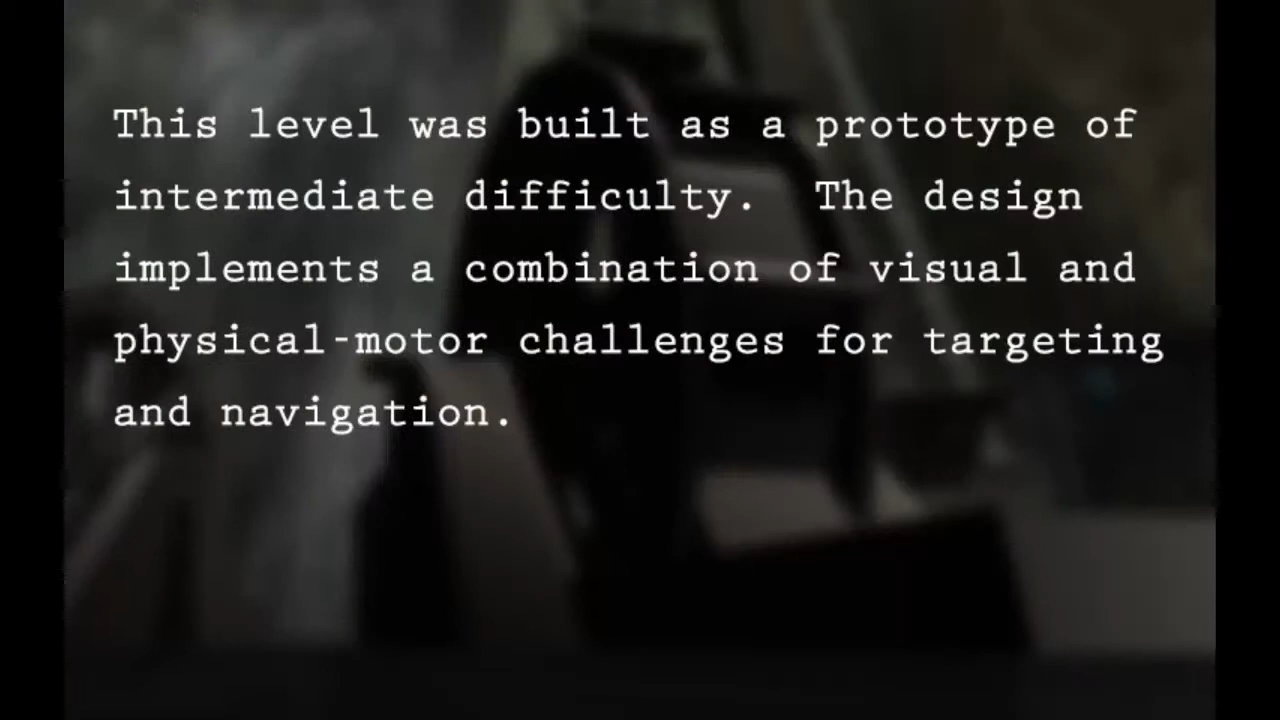 This level was built as a prototype of
intermediate difficulty.  The design
implements a combination of visual and
physical-motor challenges for targeting
and navigation.